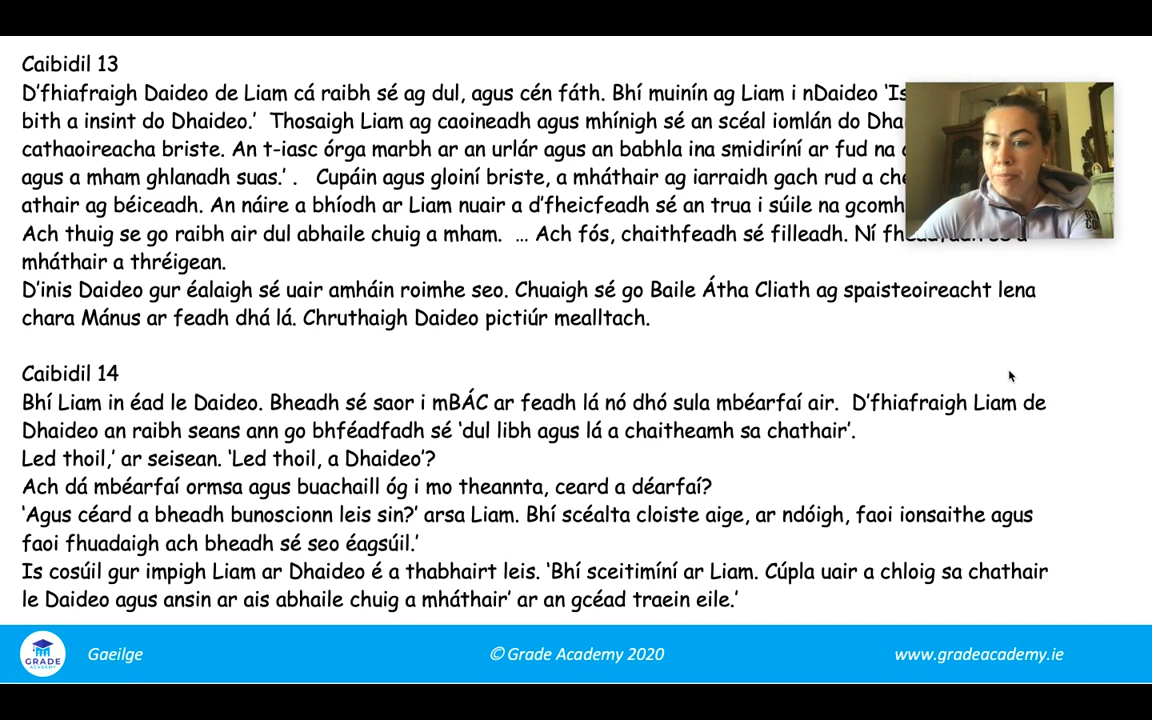 Caibidil 13
D'fhiafraigh Daideo de Liam cá raibh sé ag dul, agus cén fáth. Bhí muinín ag Liam i nDaideo 'Is
bith a insint do Dhaideo.' Thosaigh Liam ag caoineadh agus mhínigh sé an scéal iomlán do
cathaoireacha briste. An t-iasc órga marbh ar an urlár agus an babhla ina smidiríní ar fud na
agus a mham ghlanadh suas.' . Cupáin agus gloiní briste, a mháthair ag iarraidh gach rud a
athair ag béiceadh. An náire a bhíodh ar Liam nuair a d'fheicfeadh sé an trua i súile na
Ach thuig se go raibh air dul abhaile chuig a mham. ... Ach fós, chaithfeadh sé filleadh. Ní
mháthair a thréigean.
D'inis Daideo gur éalaigh sé uair amháin roimhe seo. Chuaigh sé go Baile Átha Cliath ag spaisteoireacht lena
chara Mánus ar feadh dhá lá. Chruthaigh Daideo pictiúr mealltach.
Caibidil 14
Bhí Liam in éad le Daideo. Bheadh sé saor i mBÁC ar feadh lá nó dhó sula mbéarfaí air. D'fhiafraigh Liam de
Dhaideo an raibh seans ann go bhféadfadh sé 'dul libh agus lá a chaitheamh sa chathair'.
Led thoil,' ar seisean. 'Led thoil, a Dhaideo'?
Ach dá mbéarfaí ormsa agus buachaill óg i mo theannta, ceard a déarfaí?
'Agus céard a bheadh bunoscionn leis sin?' arsa Liam. Bhí scéalta cloiste aige, ar ndóigh, faoi ionsaithe agus
faoi fhuadaigh ach bheadh sé seo éagsúil.'
Is cosúil gur impigh Liam ar Dhaideo é a thabhairt leis. 'Bhí sceitimíní ar Liam. Cúpla uair a chloig sa chathair
le Daideo agus ansin ar ais abhaile chuig a mháthair' ar an gcéad traein eile.'
GRADE
ACADEMY
Gaeilge
© Grade Academy 2020
www.gradeacademy.ie